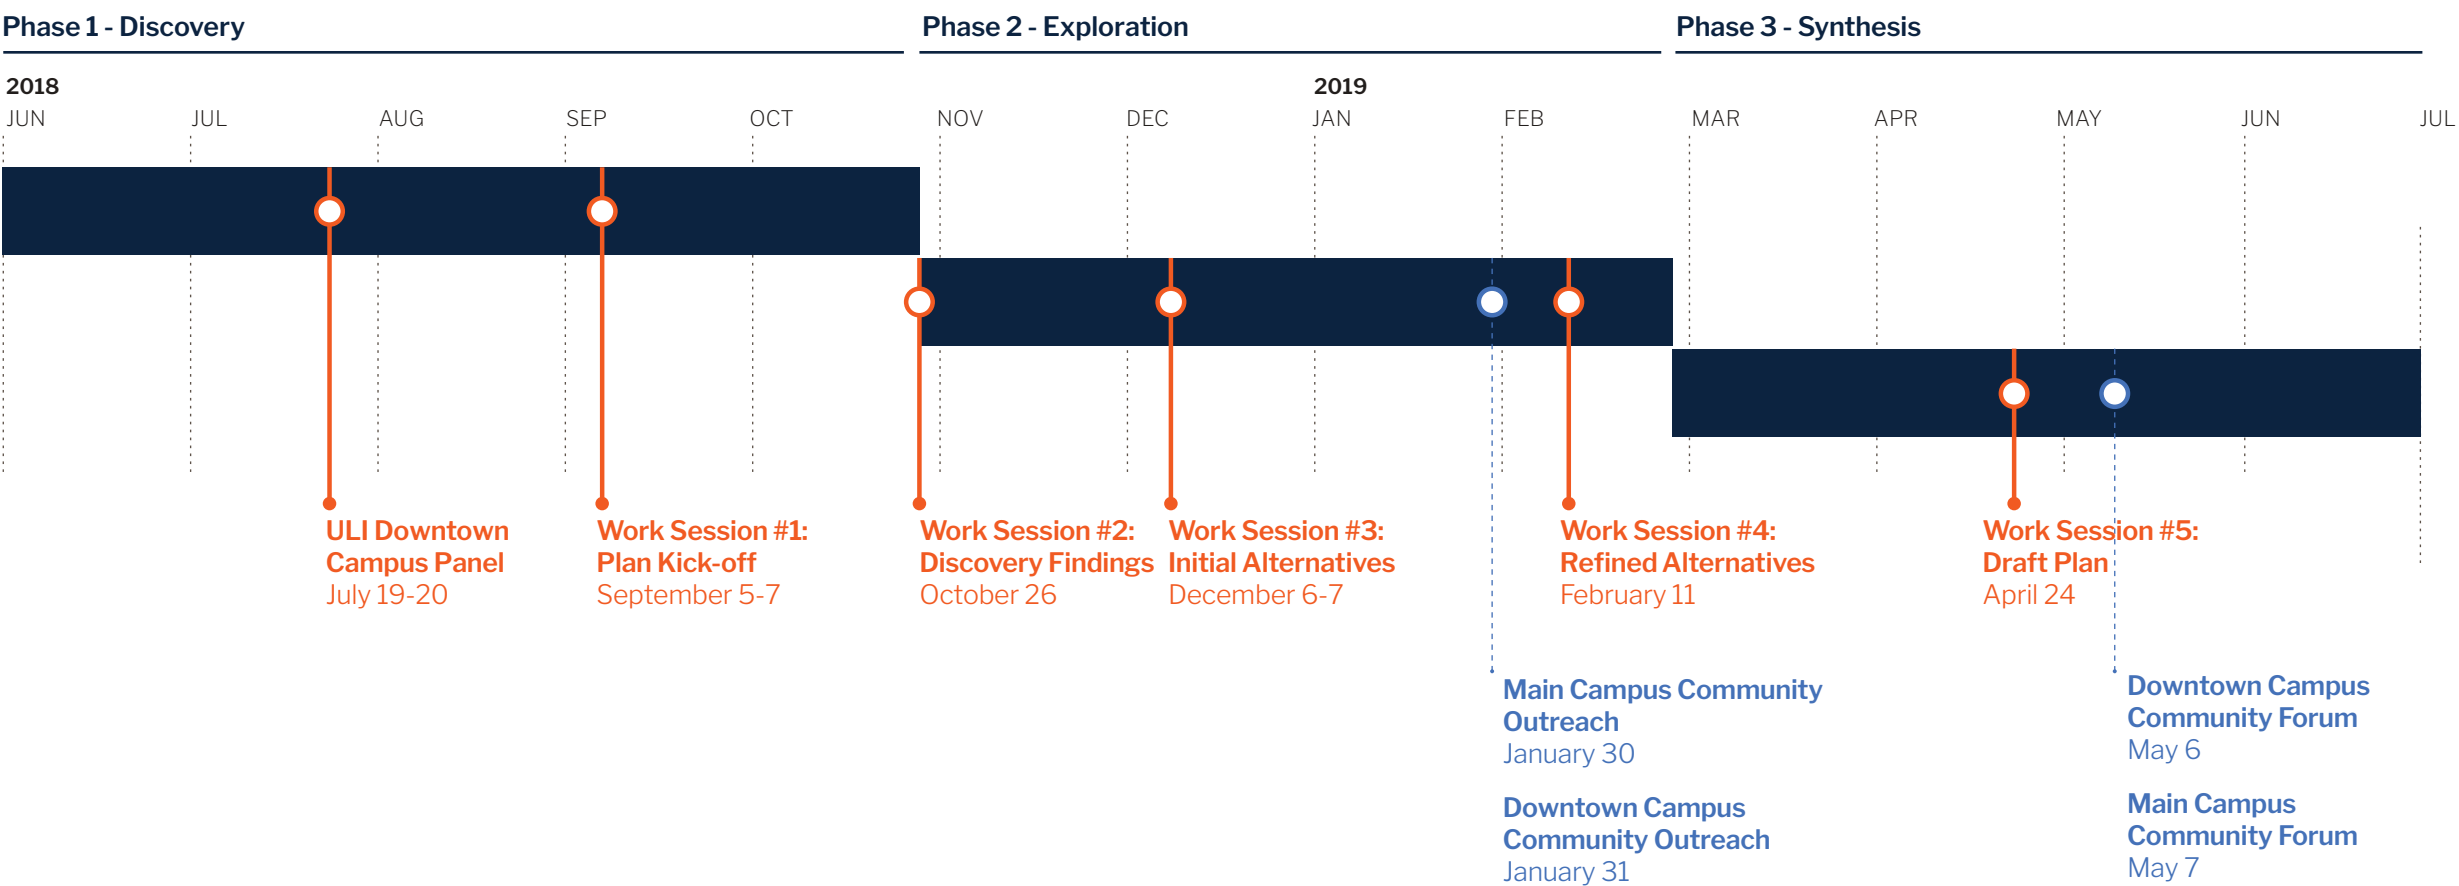 Phase 1 - Discovery
Phase 2 - Exploration
Phase 3 - Synthesis
2018
2019
JUN
JUL
AUG
SEP
OCT
NOV
DEC
JAN
FEB
MAR
APR
MAY
JUN
JUL
ULI Downtown
Campus Panel
July 19-20
Work Session #1:
Plan Kick-off
September 5-7
Work Session #2:
Discovery Findings
October 26
Work Session #3:
Initial Alternatives
December 6-7
Work Session #4:
Refined Alternatives
February 11
Work Session #5:
Draft Plan
April 24
Main Campus Community
Outreach
January 30
Downtown Campus
Community Outreach
January 31
Downtown Campus
Community Forum
May 6
Main Campus
Community Forum
May 7